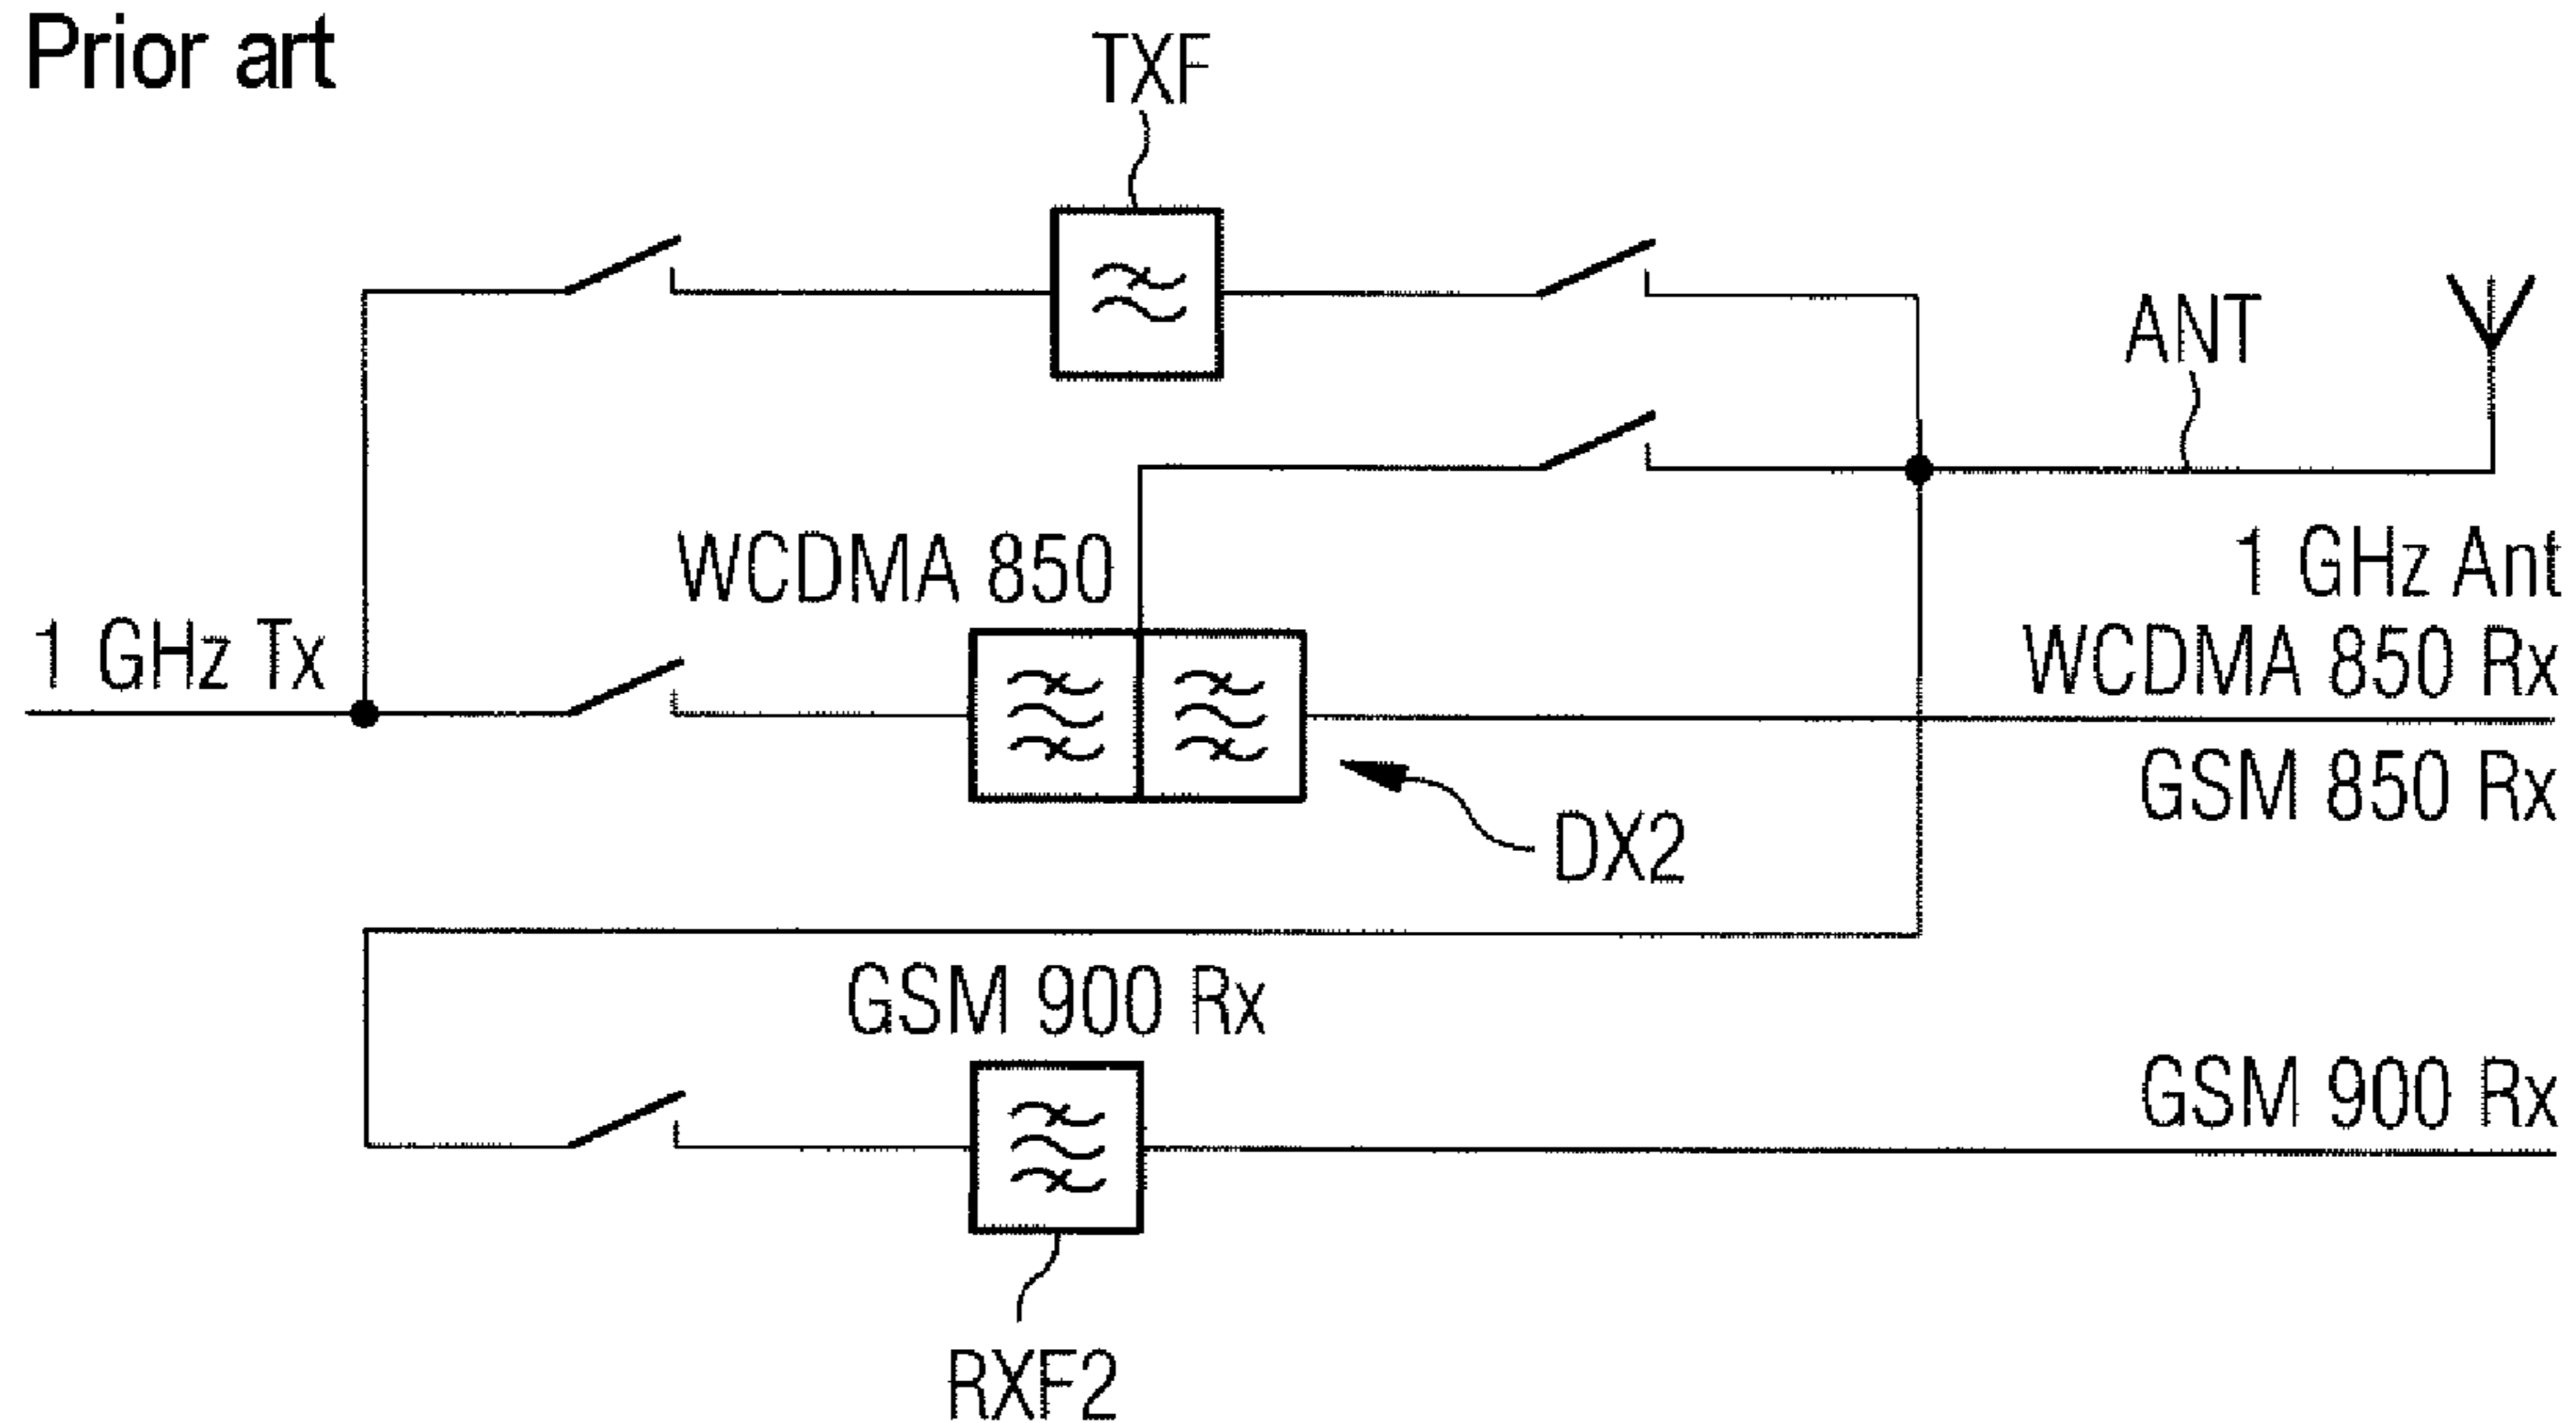 Prior art
TXF
ANT
WCDMA 850
1 GHz Ant
1 GHz Tx
WCDMA 850 Rx
GSM 850 Rx
DX2
GSM 900 Rx
GSM 900 Rx
RXF2